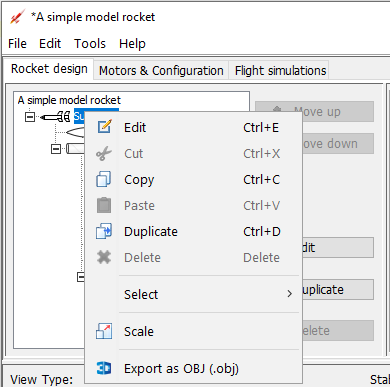 *A simple model rocket
File Edit Tools Help
Rocket design Motors & Configuration Flight simulations
A simple model rocket
Su
Move up
ove down
Edit Ctrl+E
Cut Ctrl+X
Copy Ctrl+C
Paste Ctrl+V
Duplicate Ctrl+D
Delete Delete
Select
Scale
Export as OBJ (.obj)
dit
uplicate
elete
View Type:
Stal